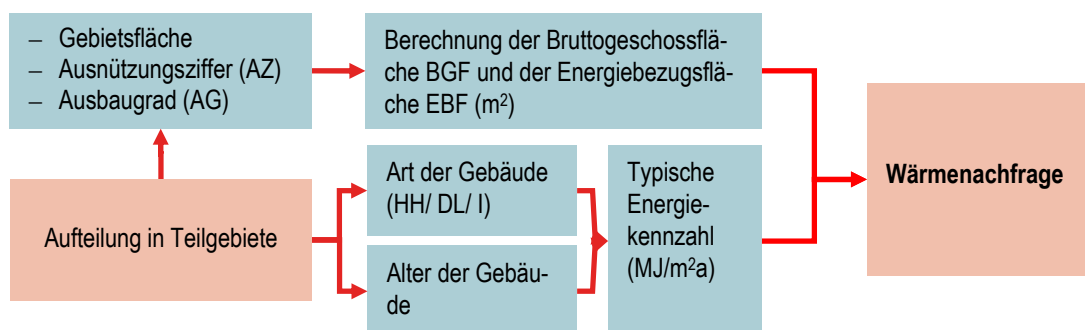 – Gebietsfläche
– Ausnützungsziffer (AZ)
– Ausbaugrad (AG)
Berechnung der Bruttogeschossflä-
che BGF und der Energiebezugsflä-
che EBF (m²)
Aufteilung in Teilgebiete
Art der Gebäude
(HH/ DL/ I)
Alter der Gebäu-
de
Typische
Energie-
kennzahl
(MJ/m²a)
Wärmenachfrage